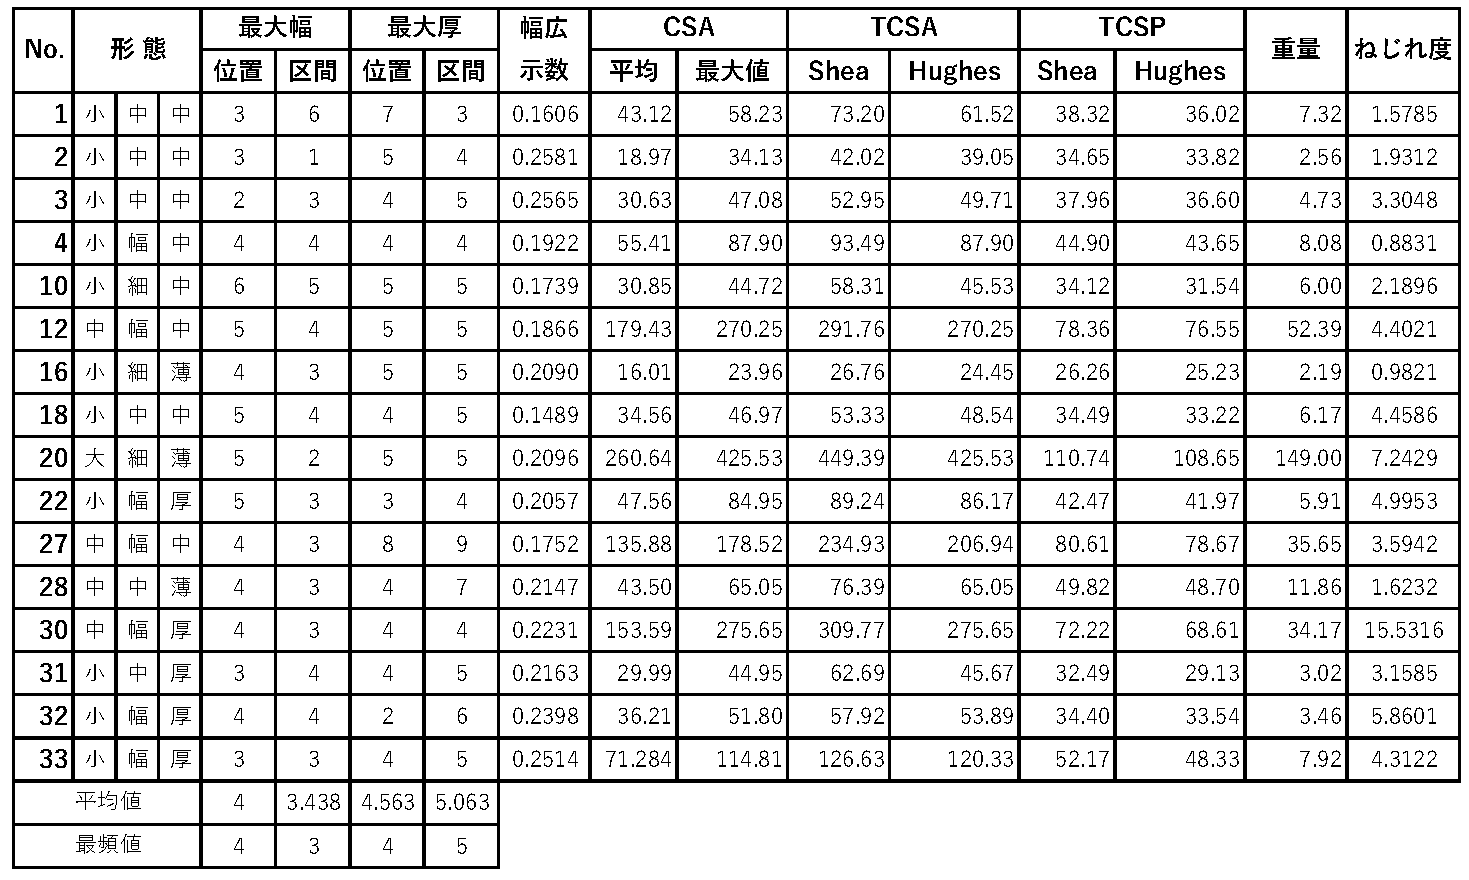 No. 形 態 最大幅 最大厚 幅広 CSA TCSA TCSP 重量 ねじれ度
位置 区間 位置 区間 示数 平均 最大値 Shea Hughes Shea Hughes
1 小 中 中 3 6 7 3 0.1606 43.12 58.23 73.20 61.52 38.32 36.02 7.32 1.5785
2 小 中 中 3 1 5 4 0.2581 18.97 34.13 42.02 39.05 34.65 33.82 2.56 1.9312
3 小 中 中 2 3 4 5 0.2565 30.63 47.08 52.95 49.71 37.96 36.60 4.73 3.3048
4 小 幅 中 4 4 4 4 0.1922 55.41 87.90 93.49 87.90 44.90 43.65 8.08 0.8831
10 小 細 中 6 5 5 5 0.1739 30.85 44.72 58.31 45.53 34.12 31.54 6.00 2.1896
12 中 幅 中 5 4 5 5 0.1866 179.43 270.25 291.76 270.25 78.36 76.55 52.39 4.4021
16 小 細 薄 4 3 5 5 0.2090 16.01 23.96 26.76 24.45 26.26 25.23 2.19 0.9821
18 小 中 中 5 4 4 5 0.1489 34.56 46.97 53.33 48.54 34.49 33.22 6.17 4.4586
20 大 細 薄 5 2 5 5 0.2096 260.64 425.53 449.39 425.53 110.74 108.65 149.00 7.2429
22 小 幅 厚 5 3 3 4 0.2057 47.56 84.95 89.24 86.17 42.47 41.97 5.91 4.9953
27 中 幅 中 4 3 8 9 0.1752 135.88 178.52 234.93 206.94 80.61 78.67 35.65 3.5942
28 中 中 薄 4 3 4 7 0.2147 43.50 65.05 76.39 65.05 49.82 48.70 11.86 1.6232
30 中 幅 厚 4 3 4 4 0.2231 153.59 275.65 309.77 275.65 72.22 68.61 34.17 15.5316
31 小 中 厚 3 4 4 5 0.2163 29.99 44.95 62.69 45.67 32.49 29.13 3.02 3.1585
32 小 幅 厚 4 4 2 6 0.2398 36.21 51.80 57.92 53.89 34.40 33.54 3.46 5.8601
33 小 幅 厚 3 3 4 5 0.2514 71.284 114.81 126.63 120.33 52.17 48.33 7.92 4.3122
平均値 4 3.438 4.563 5.063
最頻値 4 3 4 5